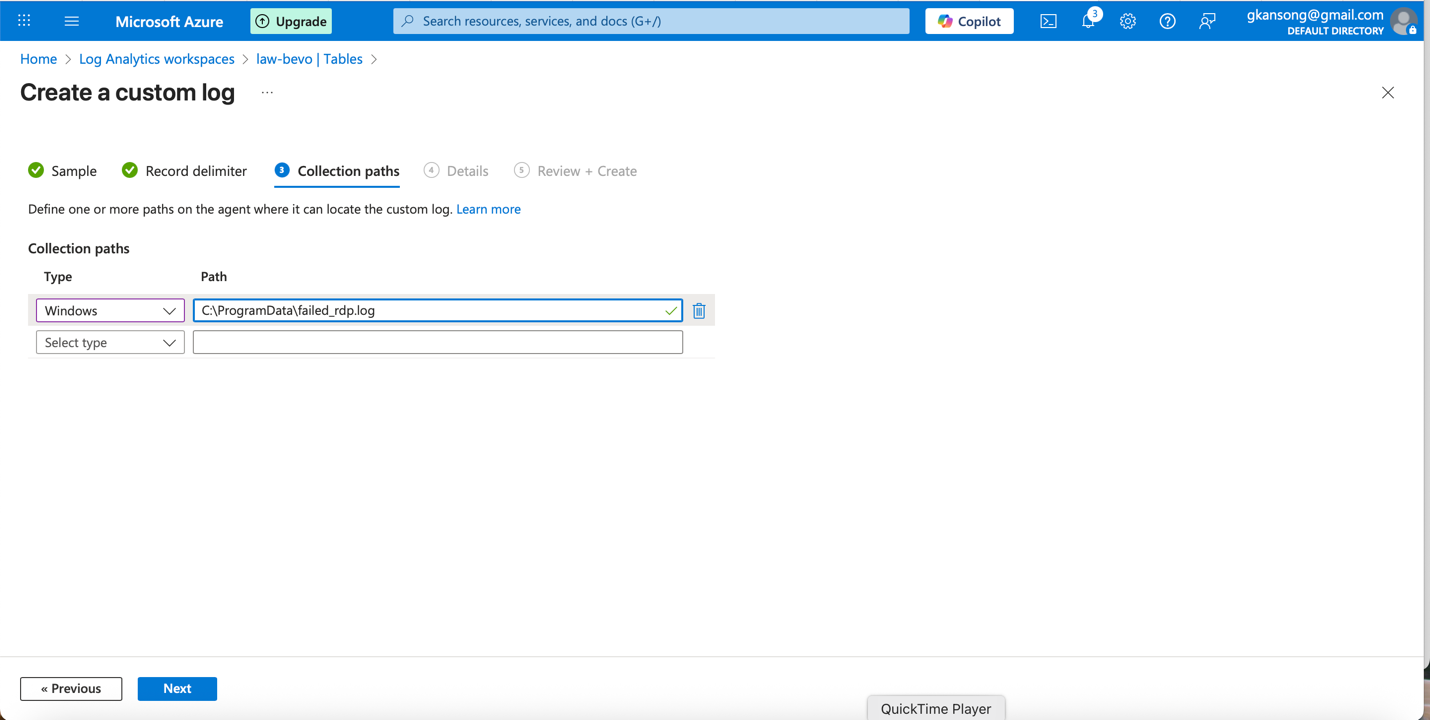 Microsoft Azure
Upgrade
Search resources, services, and docs (G+/)
Copilot
3
gkansong@gmail.com
DEFAULT DIRECTORY
Home > Log Analytics workspaces > law-bevo | Tables >
Create a custom log ...
Sample
Record delimiter
3 Collection paths
4 Details
5 Review + Create
Define one or more paths on the agent where it can locate the custom log. Learn more
Collection paths
Type Path
Windows C:\ProgramData\failed_rdp.log
Select type
« Previous Next
QuickTime Player